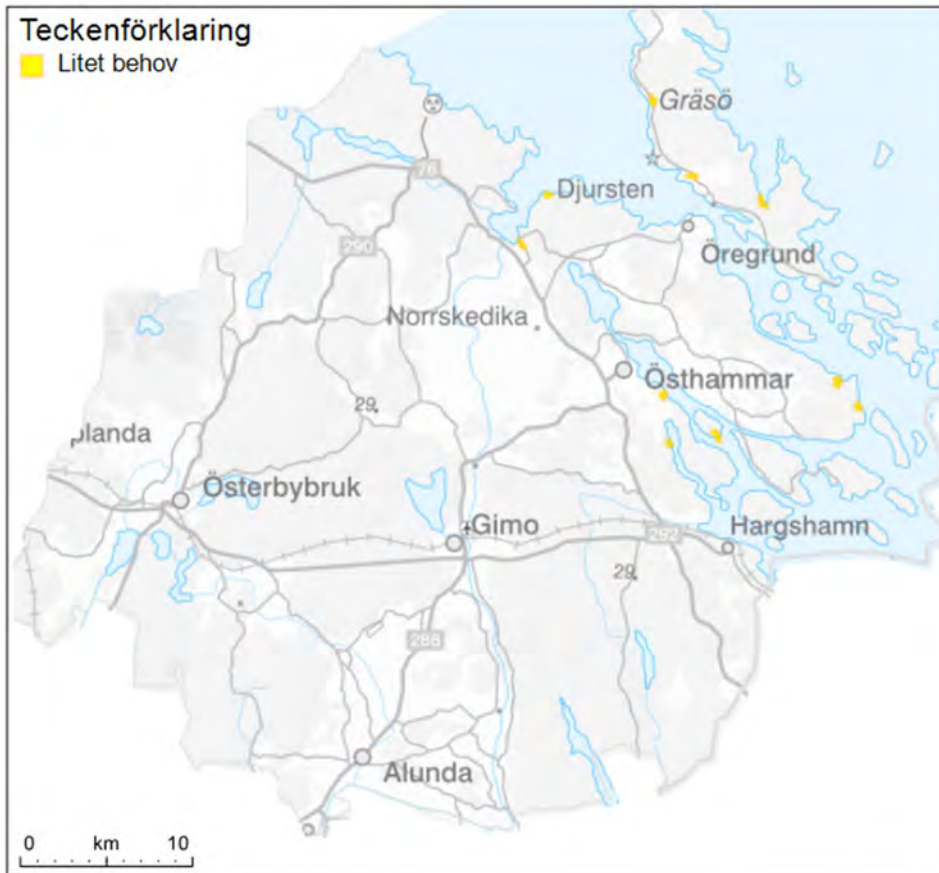 Teckenförklaring
Litet behov
Gräsö
76
Djursten
290
Öregrund
Norrskedika
Östhammar
29
planda
Österbybruk
Gimo
292
Hargshamn
29
288
Alunda
0 km 10